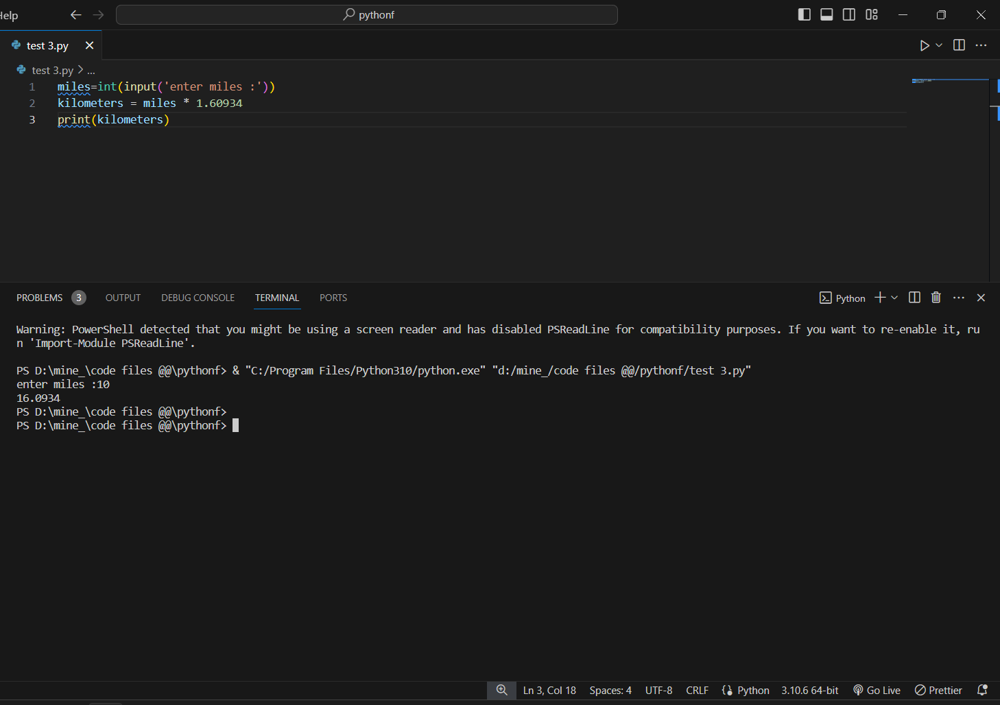 Help
pythonf
test 3.py
test 3.py > ...
1 miles=int(input('enter miles :'))
2 kilometers = miles * 1.60934
3 print(kilometers)
PROBLEMS 3 OUTPUT DEBUG CONSOLE TERMINAL PORTS
Python
Warning: PowerShell detected that you might be using a screen reader and has disabled PSReadLine for compatibility purposes. If you want to re-enable it, ru
n 'Import-Module PSReadLine'.
PS D:\mine_\code files @@\pythonf> & "C:/Program Files/Python310/python.exe" "d:/mine_/code files @@/pythonf/test 3.py"
enter miles :10
16.0934
PS D:\mine_\code files @@\pythonf>
PS D:\mine_\code files @@\pythonf>
Ln 3, Col 18 Spaces: 4 UTF-8 CRLF Python 3.10.6 64-bit Go Live Prettier